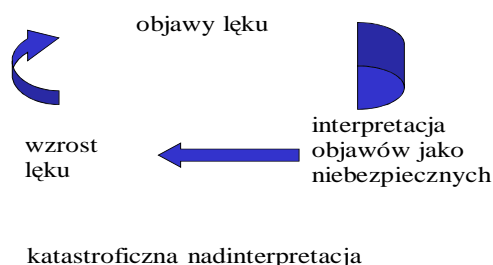 objawy lęku
interpretacja
objawów jako
niebezpiecznych
wzrost
lęku
katastroficzna nadinterpretacja